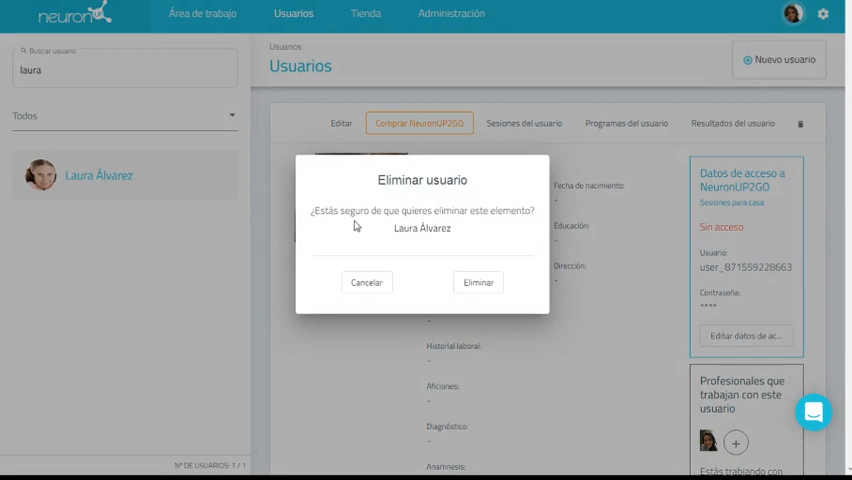 neuron
Área de trabajo
Usuarios
Tienda
Administración
Buscar usuario
laura
Todos
Laura Álvarez
Nº DE USUARIOS: 1 / 1
Usuarios
Usuarios
Nuevo usuario
Editar
Comprar NeuronUP2GO
Sesiones del usuario
Programas del usuario
Resultados del usuario
Eliminar usuario
¿Estás seguro de que quieres eliminar este elemento?
Laura Álvarez
Cancelar
Eliminar
Fecha de nacimiento:
-
Educación:
-
Dirección:
-
-
Historial laboral:
-
Aficiones:
-
Diagnóstico:
-
Anamnesis:
Datos de acceso a
NeuronUP2GO
Sesiones para casa
Sin acceso
Usuario:
user_871559228663
Contraseña:
****
Editar datos de ac...
Profesionales que
trabajan con este
usuario
Estás trabiando con